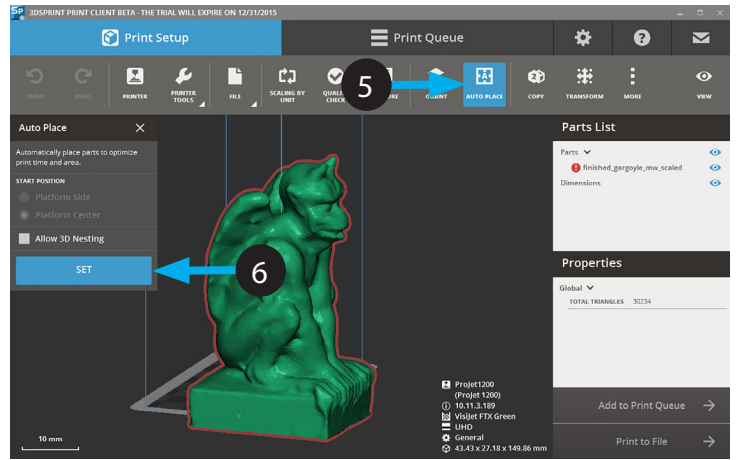 Sp 3DSPRINT PRINT CLIENT BETA - THE TRIAL WILL EXPIRE ON 12/31/2015
Print Setup
Print Queue
UNDO
REDO
PRINTER
PRINTER TOOLS
FILE
SCALING BY UNIT
CHECK
5
AUTO PLACE
COPY
TRANSFORM
MORE
VIEW
Auto Place
Automatically place parts to optimize
print time and area.
START POSITION
Platform Side
Platform Center
Allow 3D Nesting
SET
6
Y
10 mm
ProJet1200
(Projet 1200)
10.11.3.189
Visijet FTX Green
UHD
General
43.43 x 27.18 x 149.86 mm
Parts List
Parts
finished_gargoyle_mw_scaled
Dimensions
Properties
Global
TOTAL TRIANGLES 30234
Add to Print Queue
Print to File